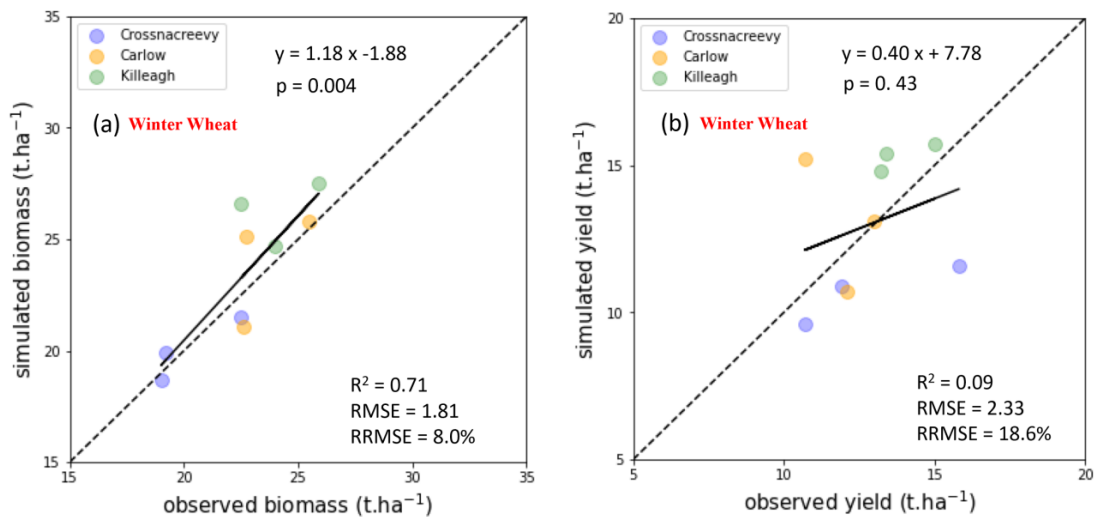 35
30
25
20
15
15
20
25
30
35
simulated biomass (t.ha⁻¹)
observed biomass (t.ha⁻¹)
Crossnacreevy
Carlow
Killeagh
y = 1.18 x -1.88
p = 0.004
(a) Winter Wheat
R² = 0.71
RMSE = 1.81
RRMSE = 8.0%
20
15
10
5
5
10
15
20
simulated yield (t.ha⁻¹)
observed yield (t.ha⁻¹)
Crossnacreevy
Carlow
Killeagh
y = 0.40 x + 7.78
p = 0. 43
(b) Winter Wheat
R² = 0.09
RMSE = 2.33
RRMSE = 18.6%